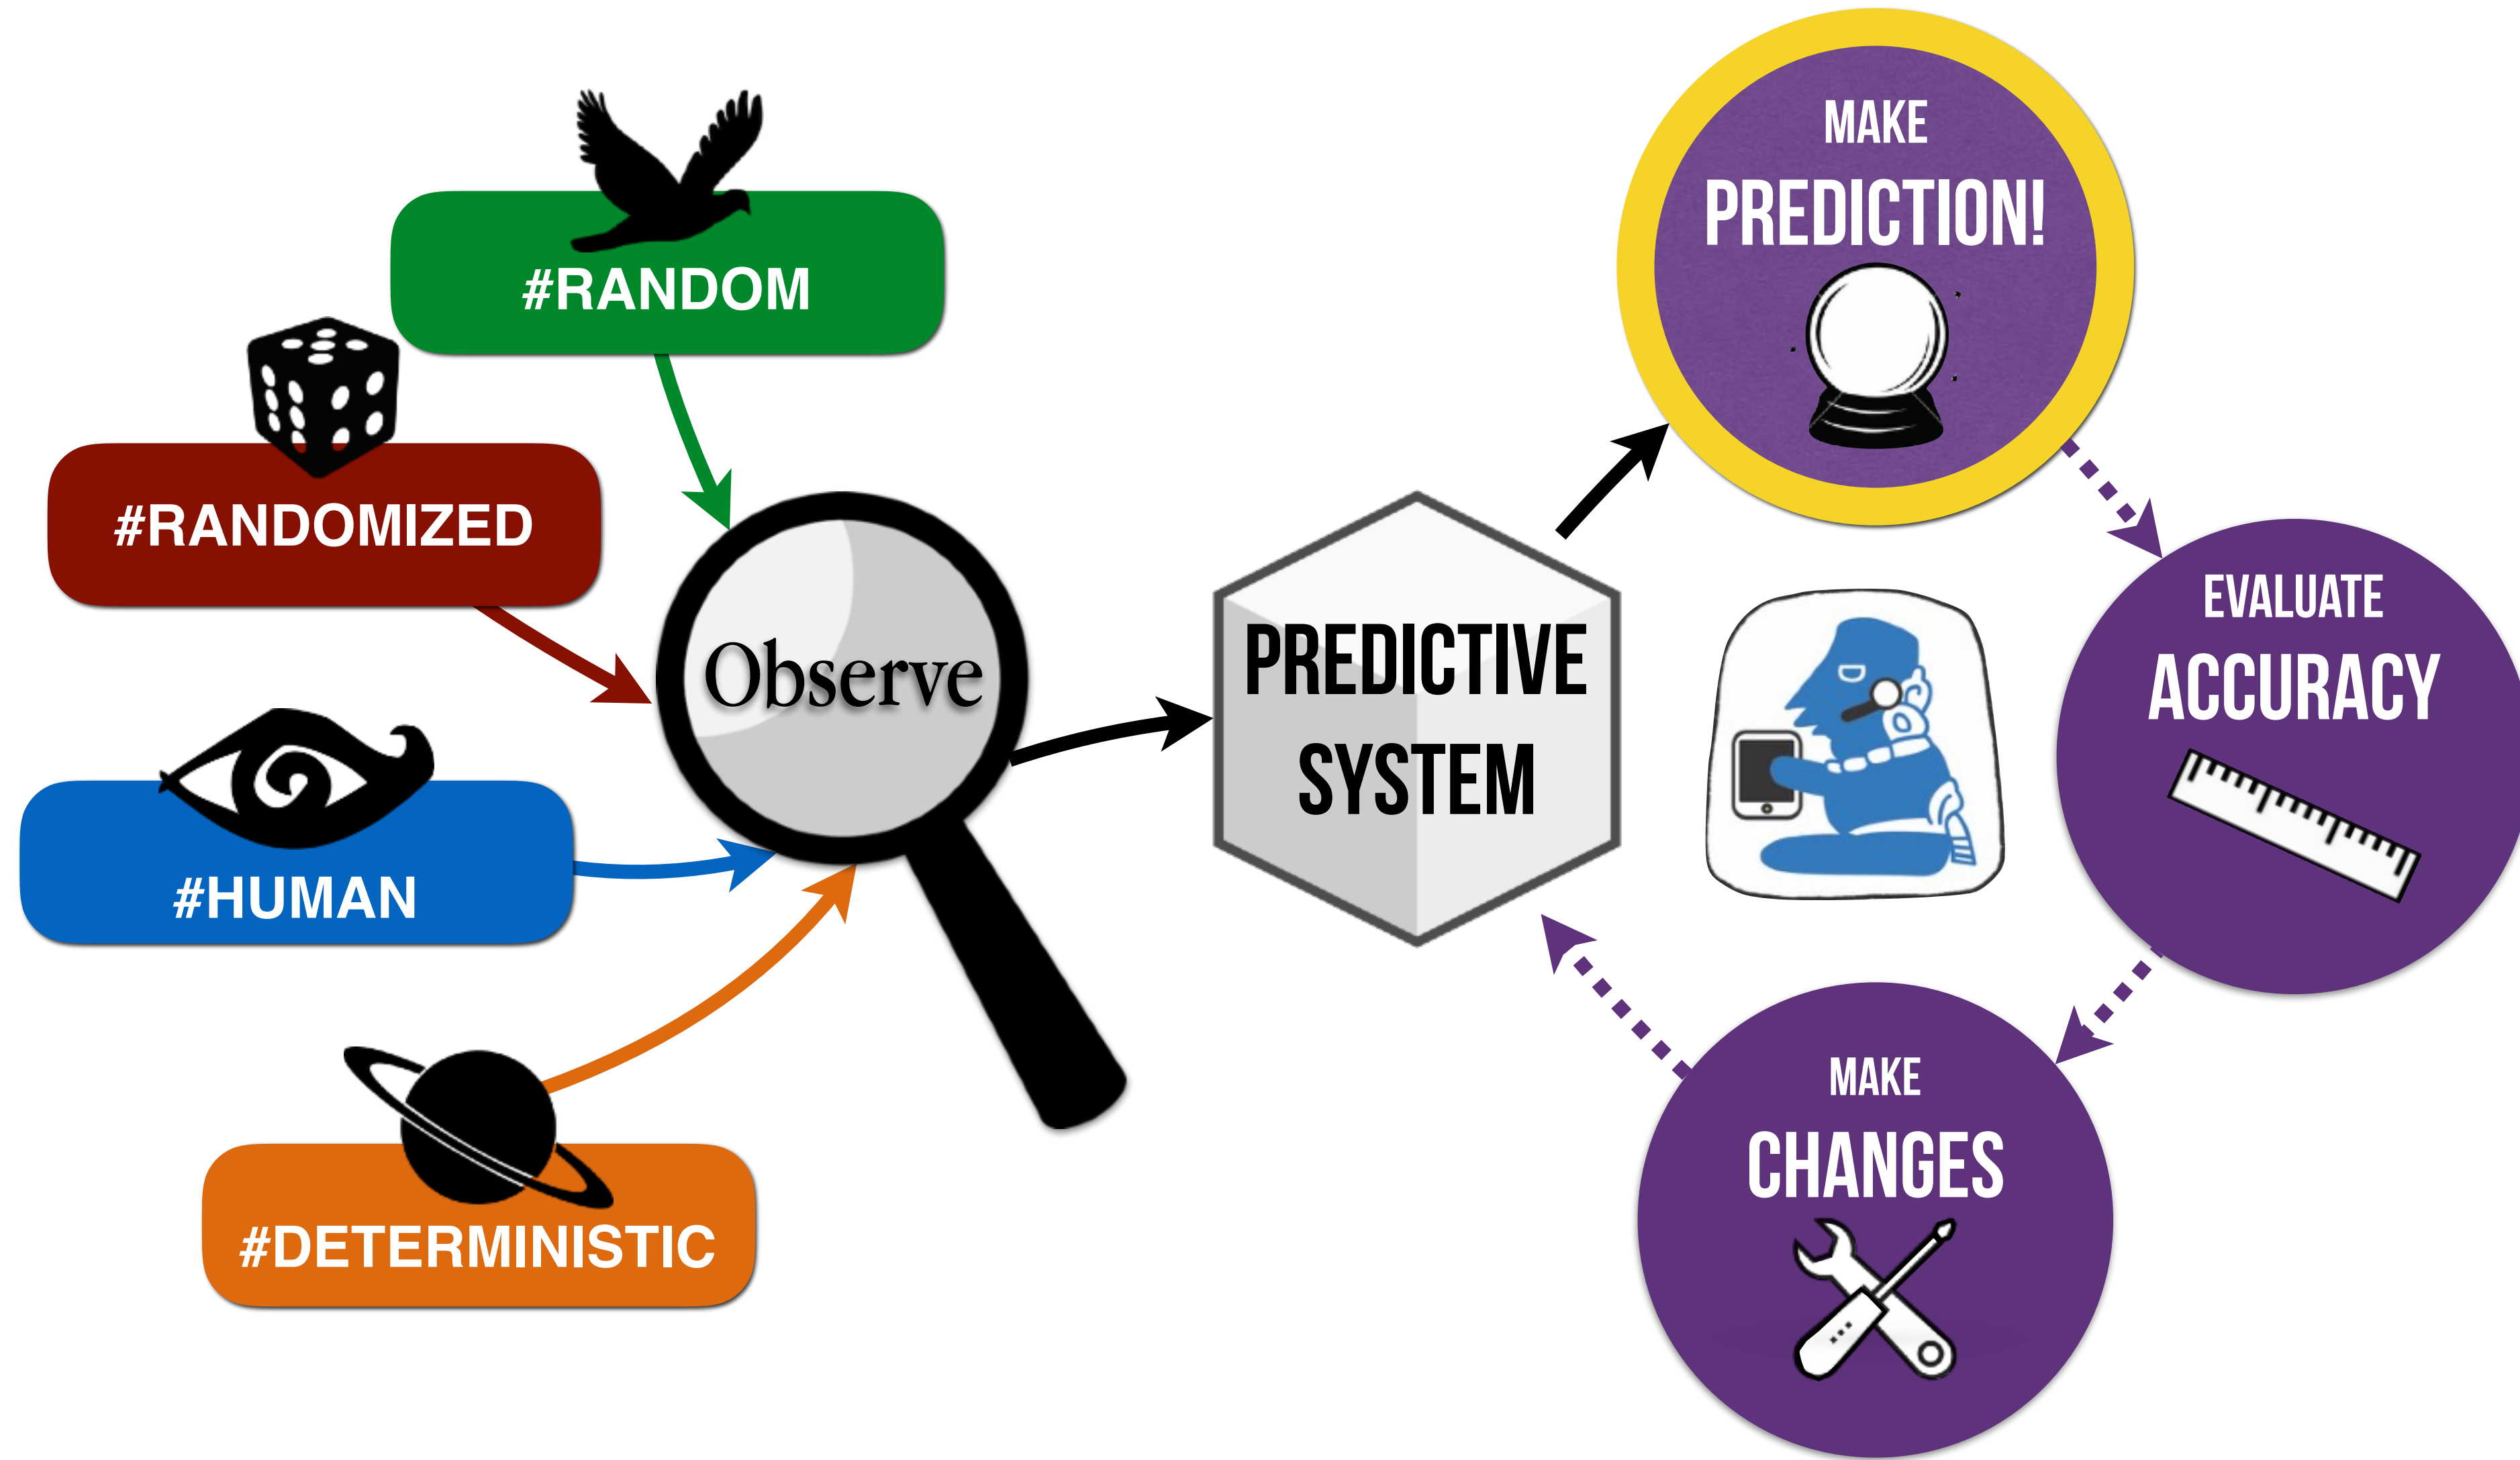 #RANDOM
#RANDOMIZED
#HUMAN
#DETERMINISTIC
Observe
PREDICTIVE
SYSTEM
MAKE
PREDICTION!
EVALUATE
ACCURACY
MAKE
CHANGES